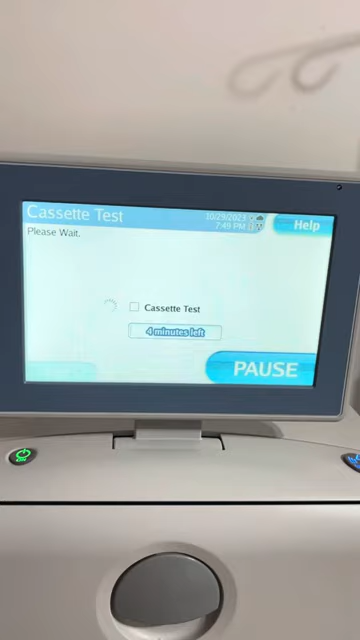 Cassette Test
10/29/2023
7:49 PM
Help
Please Wait.
Cassette Test
4 minutes left
PAUSE